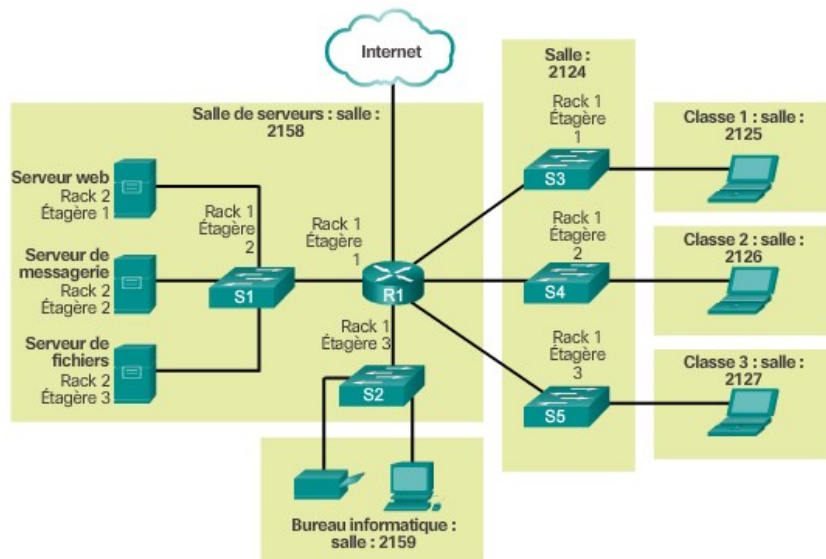 Internet
Salle :
2124
Salle de serveurs : salle :
2158
Rack 1
Étagère
1
S3
Classe 1 : salle :
2125
Serveur web
Rack 2
Étagère 1
Rack 1
Étagère
2
S1
Rack 1
Étagère
1
R1
Rack 1
Étagère
2
S4
Classe 2 : salle :
2126
Serveur de
messagerie
Rack 2
Étagère 2
Serveur de
fichiers
Rack 2
Étagère 3
Rack 1
Étagère 3
S2
Rack 1
Étagère
3
S5
Classe 3 : salle :
2127
Bureau informatique :
salle : 2159